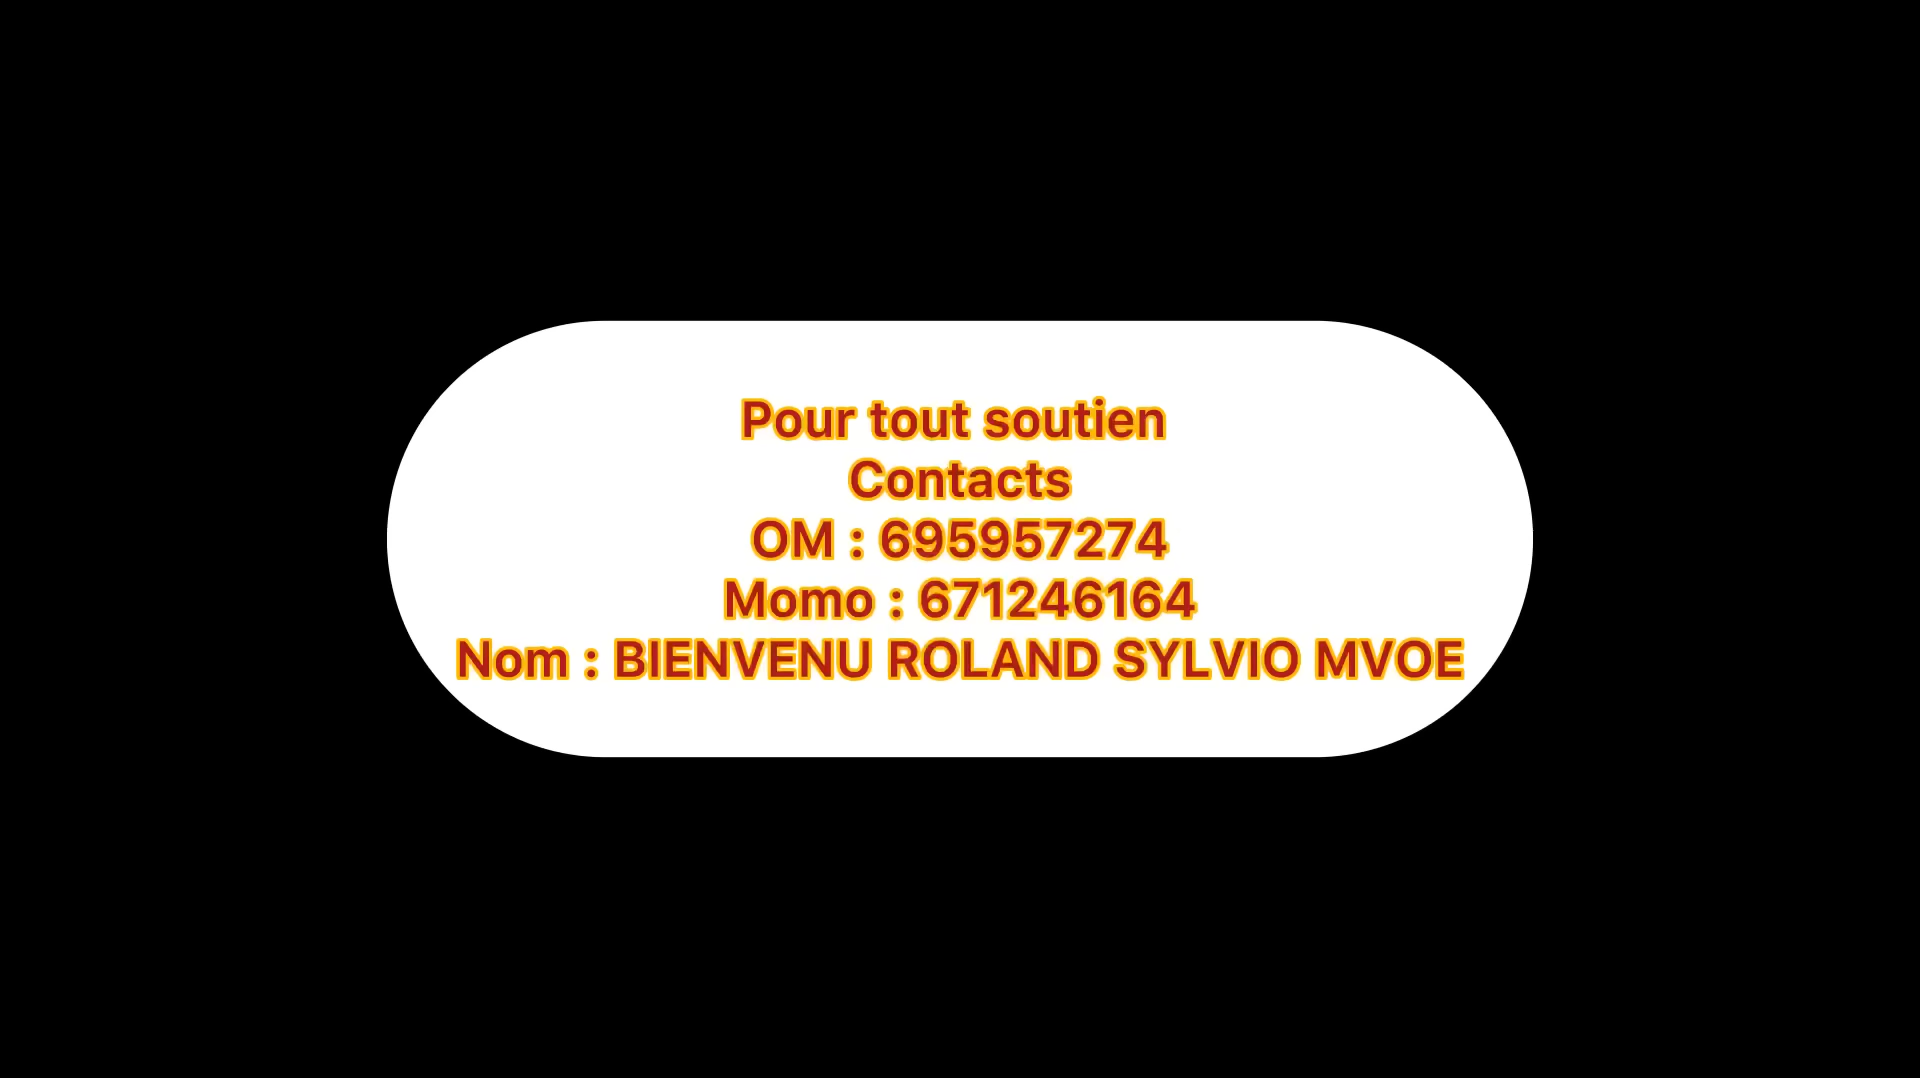 Pour tout soutien
Contacts
OM : 695957274
Momo : 671246164
Nom : BIENVENU ROLAND SYLVIO MVOE